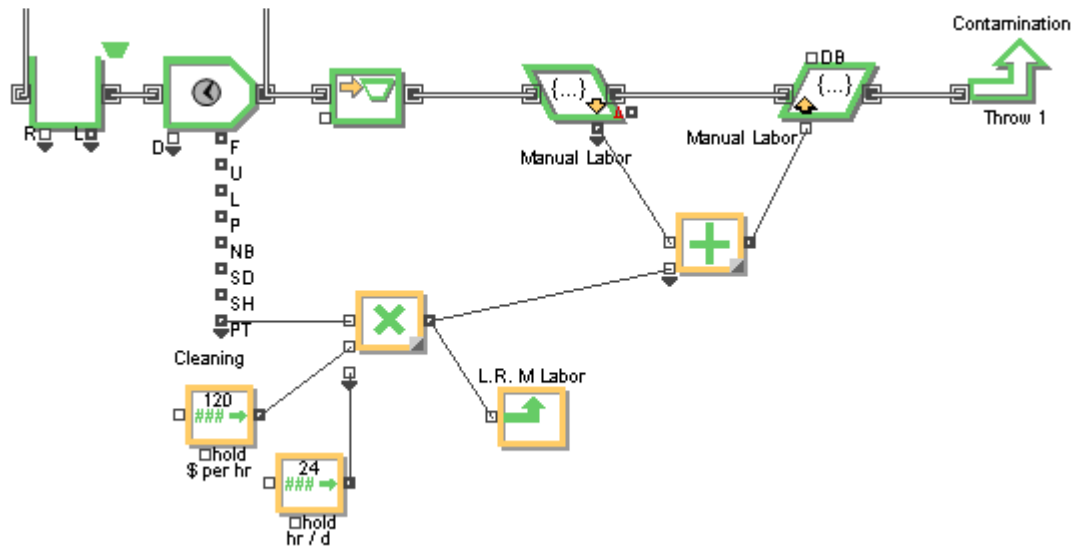 Contamination
DB
{...}
{...}
Throw 1
R
L
D
F
Manual Labor
Manual Labor
U
L
P
NB
SD
SH
PT
Cleaning
L.R. M Labor
120
###
hold
$ per hr
24
###
hold
hr / d